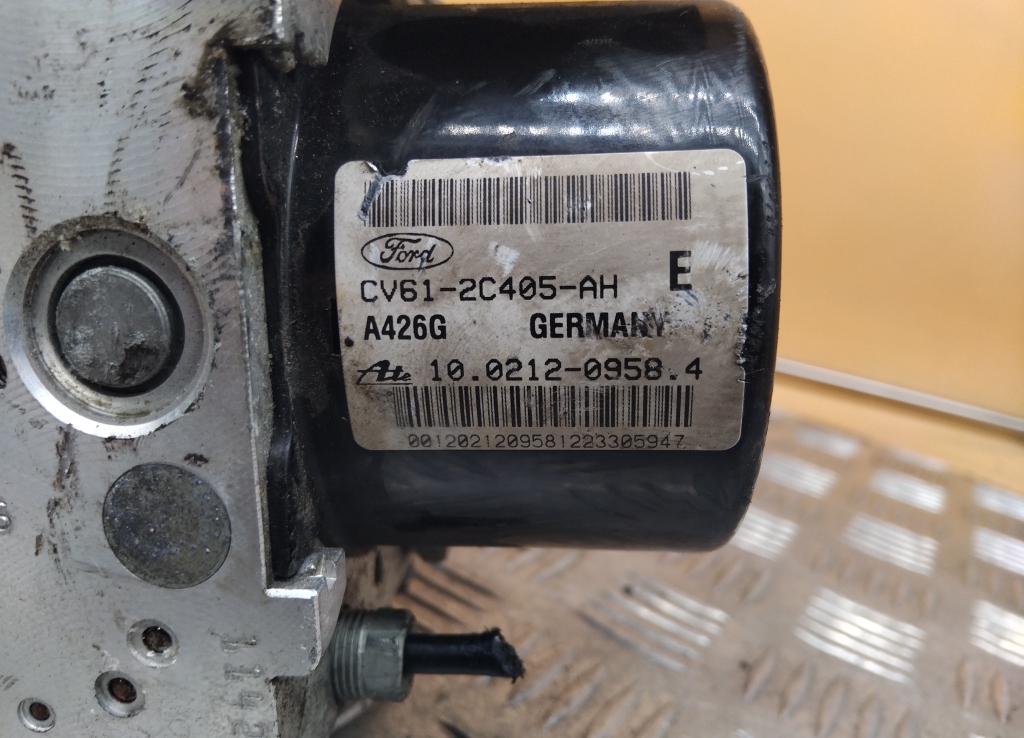 Ford
E
CV61-2C405-AH
A426G GERMANY
Ate 10.0212-0958.4
0012021209581223305947